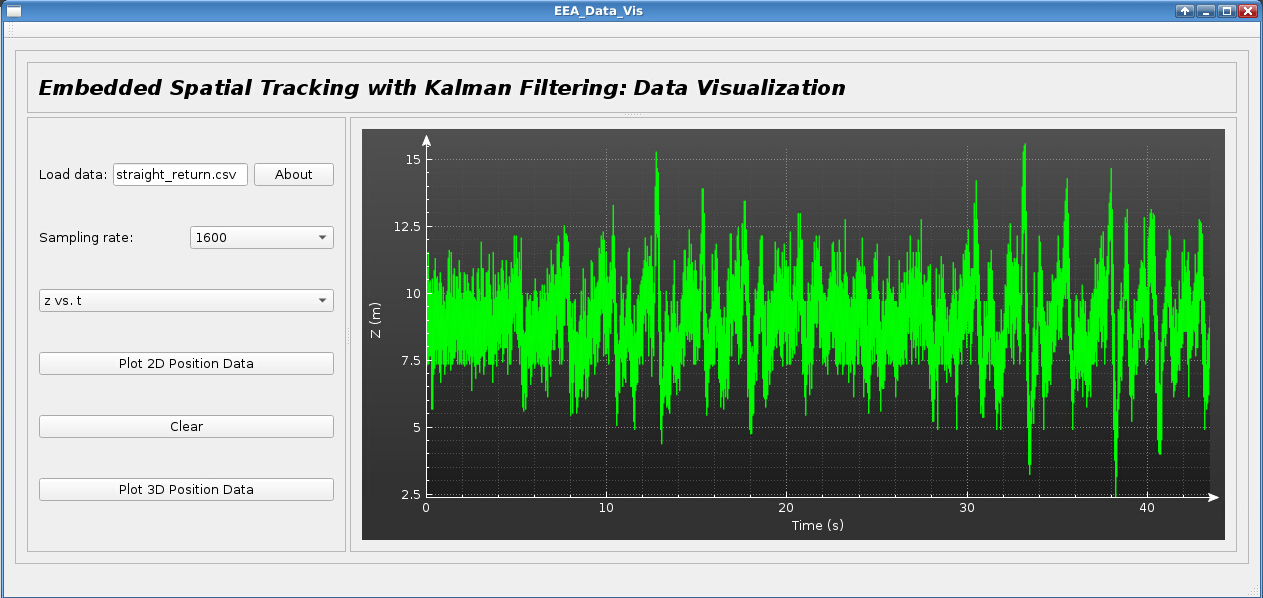 EEA_Data_Vis
Embedded Spatial Tracking with Kalman Filtering: Data Visualization
Load data: straight_return.csv About
Sampling rate: 1600
z vs. t
Plot 2D Position Data
Clear
Plot 3D Position Data
15
12.5
10
7.5
5
2.5
Z (m)
0 10 20 30 40
Time (s)